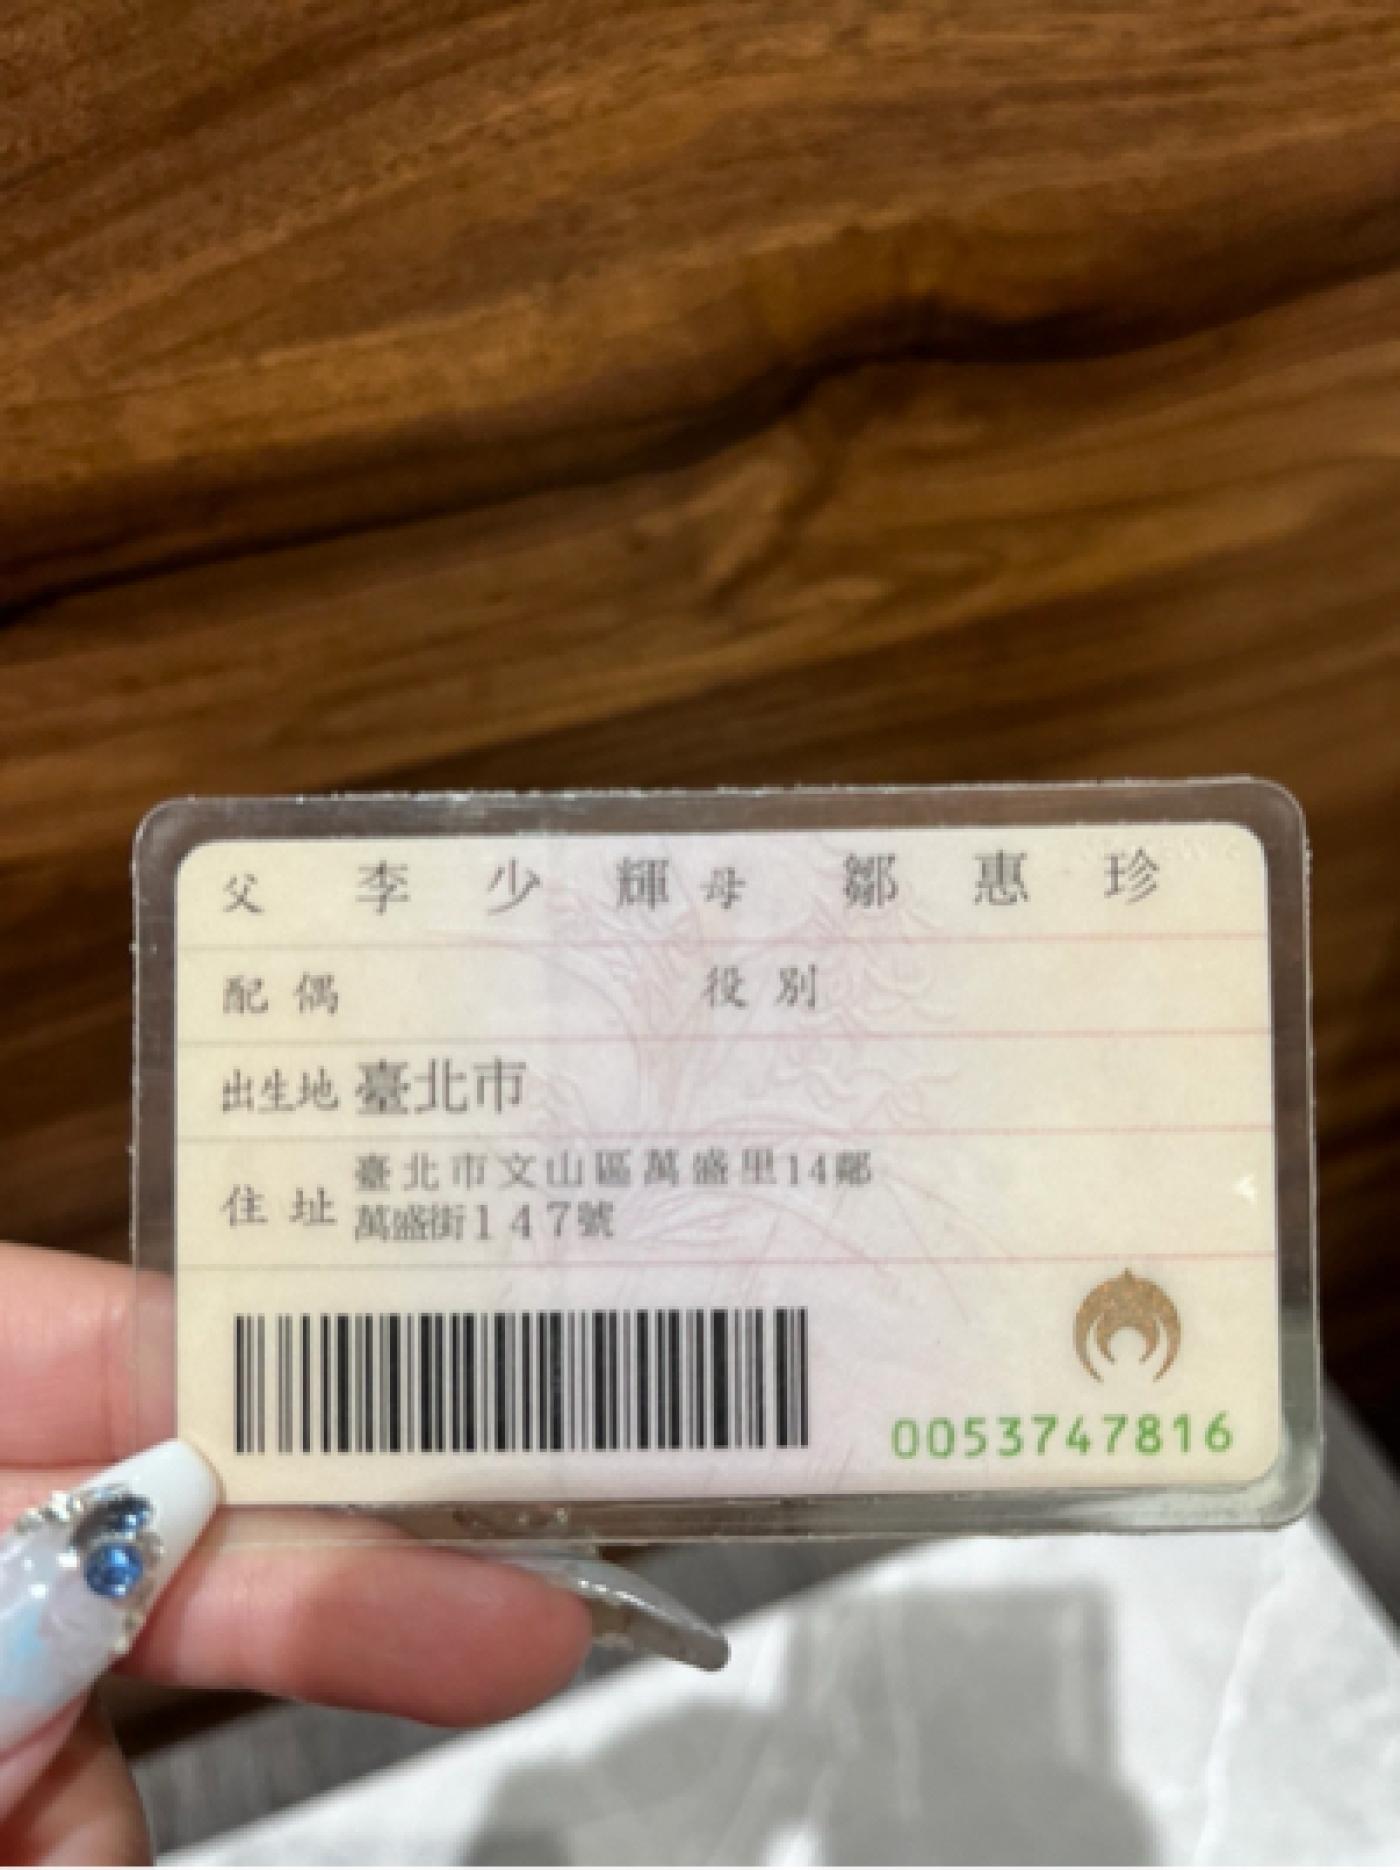 父 李少輝 母 鄒惠珍
配偶 役別
出生地 臺北市
住址 臺北市文山區萬盛里14鄰
萬盛街147號
0053747816